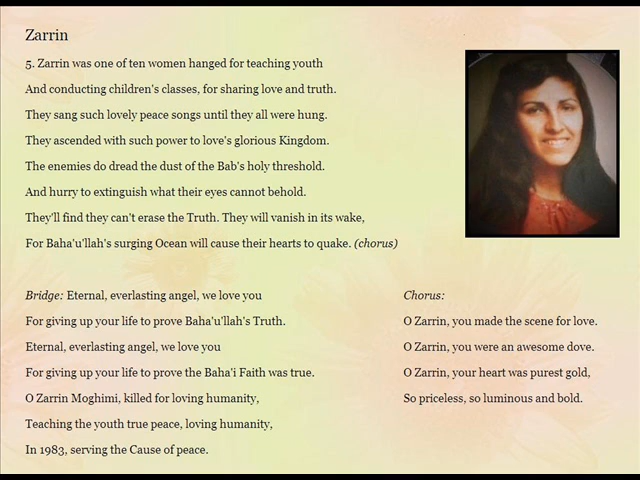 Zarrin
5. Zarrin was one of ten women hanged for teaching youth
And conducting children's classes, for sharing love and truth.
They sang such lovely peace songs until they all were hung.
They ascended with such power to love's glorious Kingdom.
The enemies do dread the dust of the Bab's holy threshold.
And hurry to extinguish what their eyes cannot behold.
They'll find they can't erase the Truth. They will vanish in its wake,
For Baha'u'llah's surging Ocean will cause their hearts to quake. (chorus)
Bridge: Eternal, everlasting angel, we love you
For giving up your life to prove Baha'u'llah's Truth.
Eternal, everlasting angel, we love you
For giving up your life to prove the Baha'i Faith was true.
O Zarrin Moghimi, killed for loving humanity,
Teaching the youth true peace, loving humanity,
In 1983, serving the Cause of peace.
Chorus:
O Zarrin, you made the scene for love.
O Zarrin, you were an awesome dove.
O Zarrin, your heart was purest gold,
So priceless, so luminous and bold.